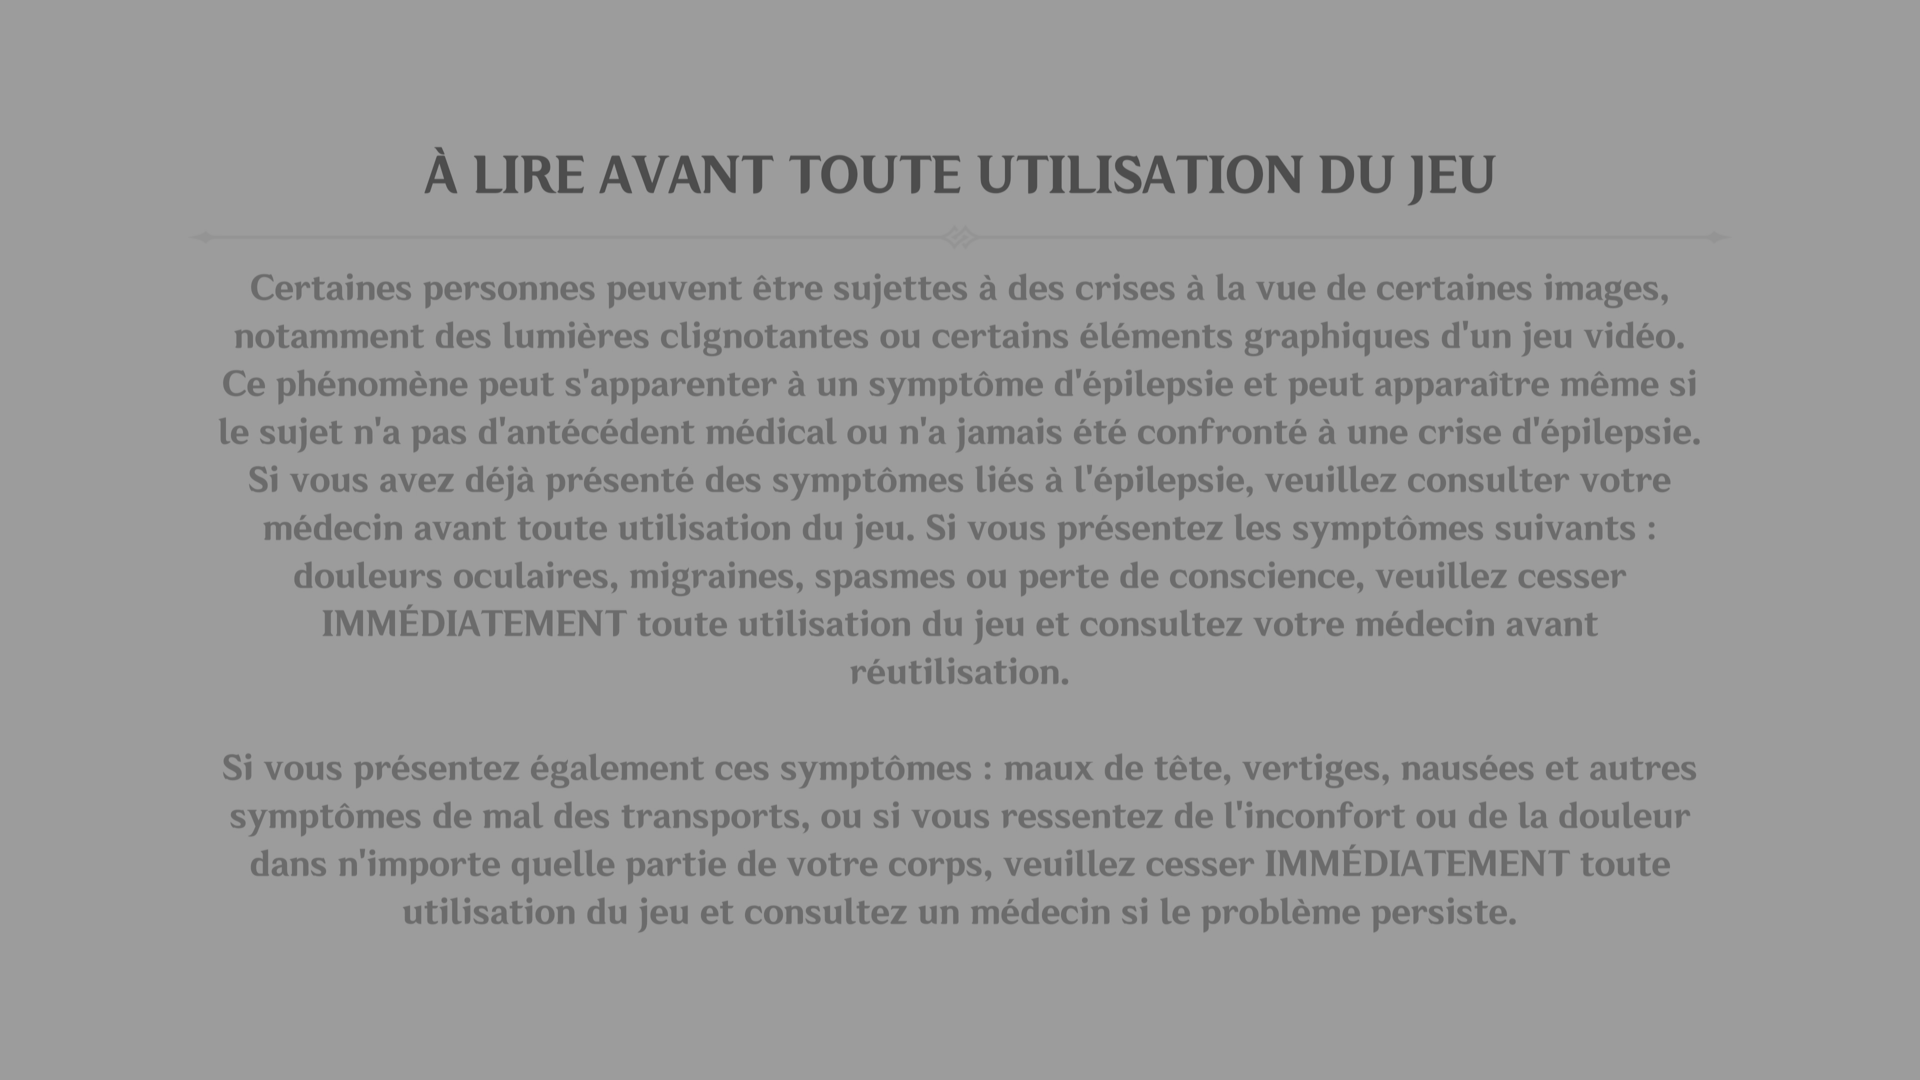 À LIRE AVANT TOUTE UTILISATION DU JEU
Certaines personnes peuvent être sujettes à des crises à la vue de certaines images,
notamment des lumières clignotantes ou certains éléments graphiques d'un jeu vidéo.
Ce phénomène peut s'apparenter à un symptôme d'épilepsie et peut apparaître même si
le sujet n'a pas d'antécédent médical ou n'a jamais été confronté à une crise d'épilepsie.
Si vous avez déjà présenté des symptômes liés à l'épilepsie, veuillez consulter votre
médecin avant toute utilisation du jeu. Si vous présentez les symptômes suivants :
douleurs oculaires, migraines, spasmes ou perte de conscience, veuillez cesser
IMMÉDIATEMENT toute utilisation du jeu et consultez votre médecin avant
réutilisation.
Si vous présentez également ces symptômes : maux de tête, vertiges, nausées et autres
symptômes de mal des transports, ou si vous ressentez de l'inconfort ou de la douleur
dans n'importe quelle partie de votre corps, veuillez cesser IMMÉDIATEMENT toute
utilisation du jeu et consultez un médecin si le problème persiste.